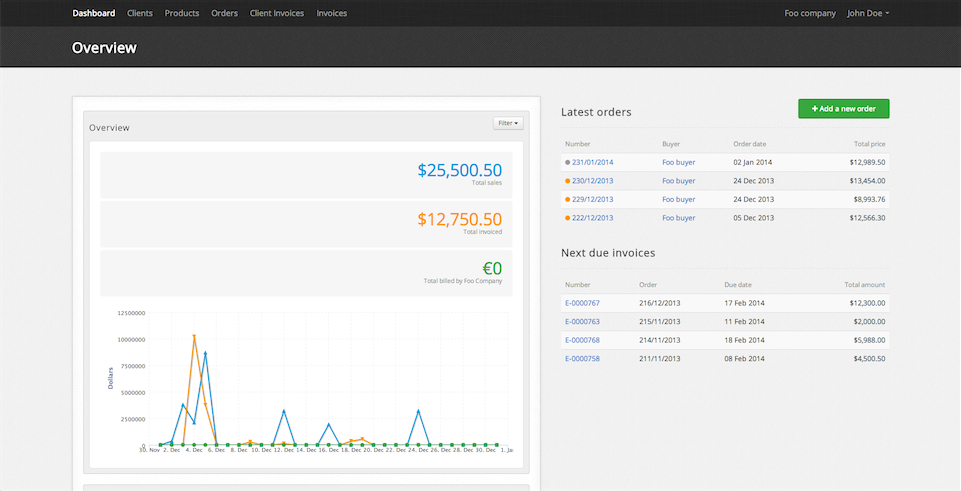 Dashboard Clients Products Orders Client Invoices Invoices Foo company John Doe
Overview
Overview
Filter
$25,500.50
Total sales
$12,750.50
Total invoiced
€0
Total billed by Foo Company
12500000
10000000
7500000
5000000
2500000
0
Dollars
30. Nov 2. Dec 4. Dec 6. Dec 8. Dec 10. Dec 12. Dec 14. Dec 16. Dec 18. Dec 20. Dec 22. Dec 24. Dec 26. Dec 28. Dec 30. Dec 1. Ja
Latest orders
+ Add a new order
Number Buyer Order date Total price
231/01/2014 Foo buyer 02 Jan 2014 $12,989.50
230/12/2013 Foo buyer 24 Dec 2013 $13,454.00
229/12/2013 Foo buyer 24 Dec 2013 $8,993.76
222/12/2013 Foo buyer 05 Dec 2013 $12,566.30
Next due invoices
Number Order Due date Total amount
E-0000767 216/12/2013 17 Feb 2014 $12,300.00
E-0000763 215/11/2013 11 Feb 2014 $2,000.00
E-0000768 214/11/2013 18 Feb 2014 $5,988.00
E-0000758 211/11/2013 08 Feb 2014 $4,500.50